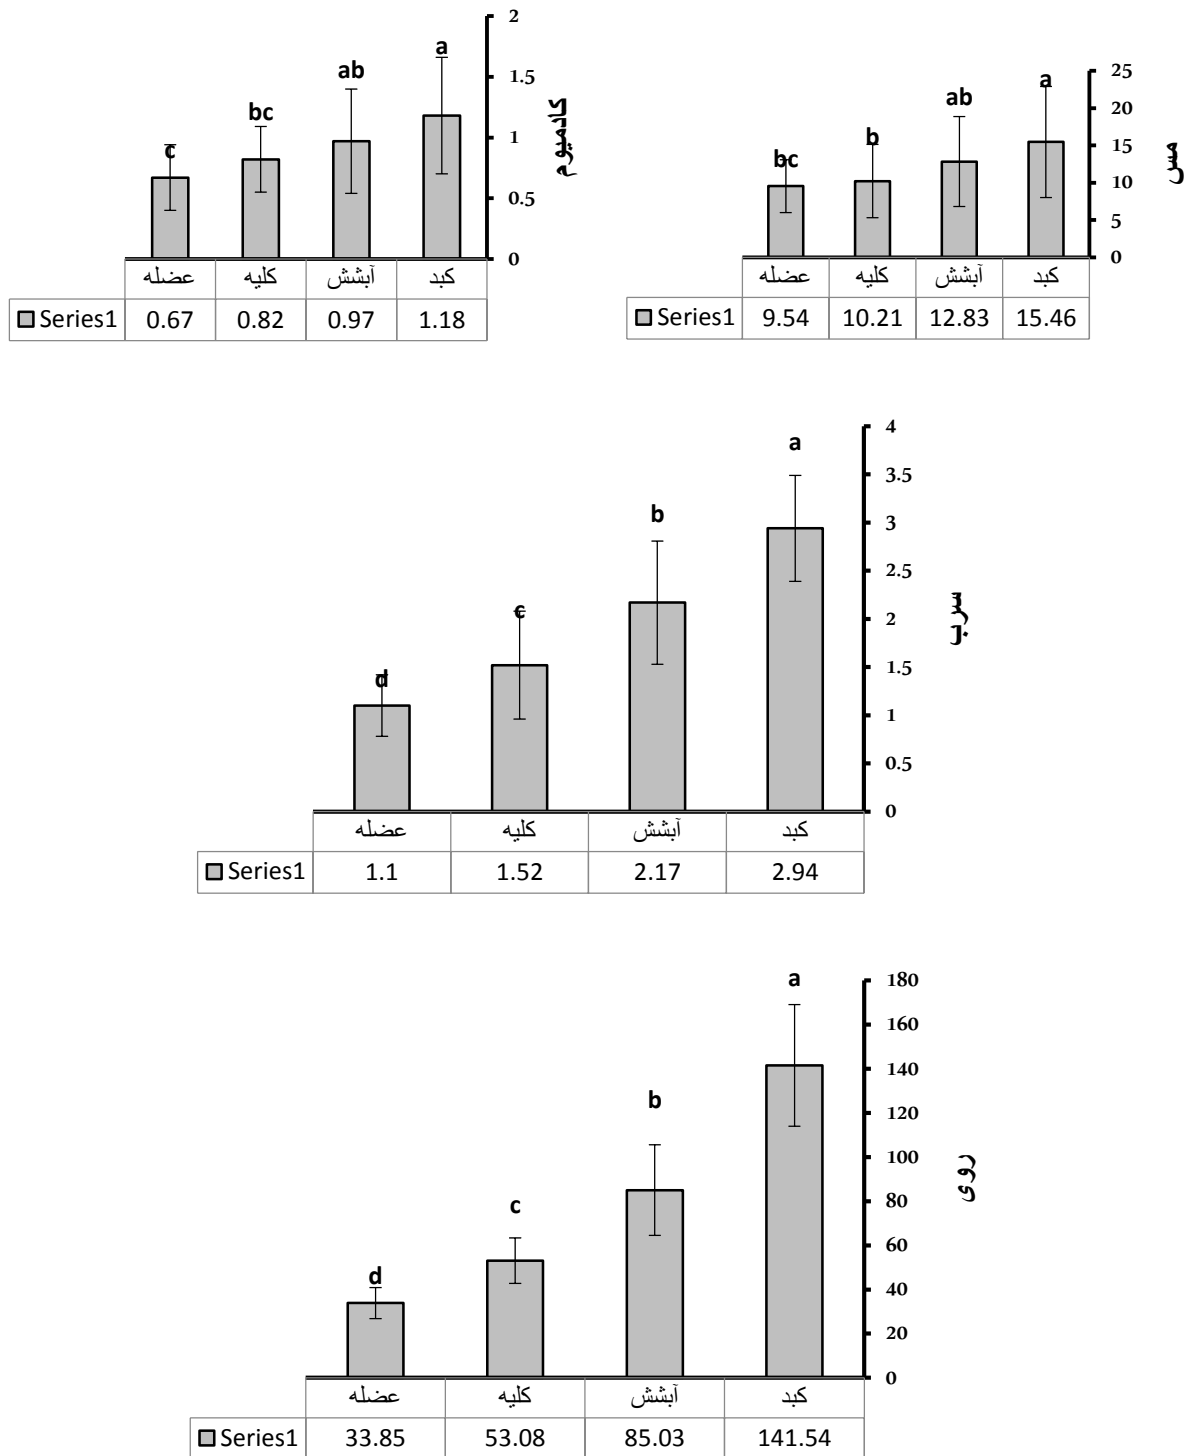 2
1.5
1
0.5
0
کادمیوم
a
ab
bc
c
عضله کلیه آبشش کبد
Series1 0.67 0.82 0.97 1.18
25
20
15
10
5
0
a
ab
b
bc
عضله کلیه آبشش کبد
Series1 9.54 10.21 12.83 15.46
4
3.5
3
2.5
2
1.5
1
0.5
0
سرب
a
b
c
d
عضله کلیه آبشش کبد
Series1 1.1 1.52 2.17 2.94
180
160
140
120
100
80
60
40
20
0
روی
a
b
c
d
عضله کلیه آبشش کبد
Series1 33.85 53.08 85.03 141.54